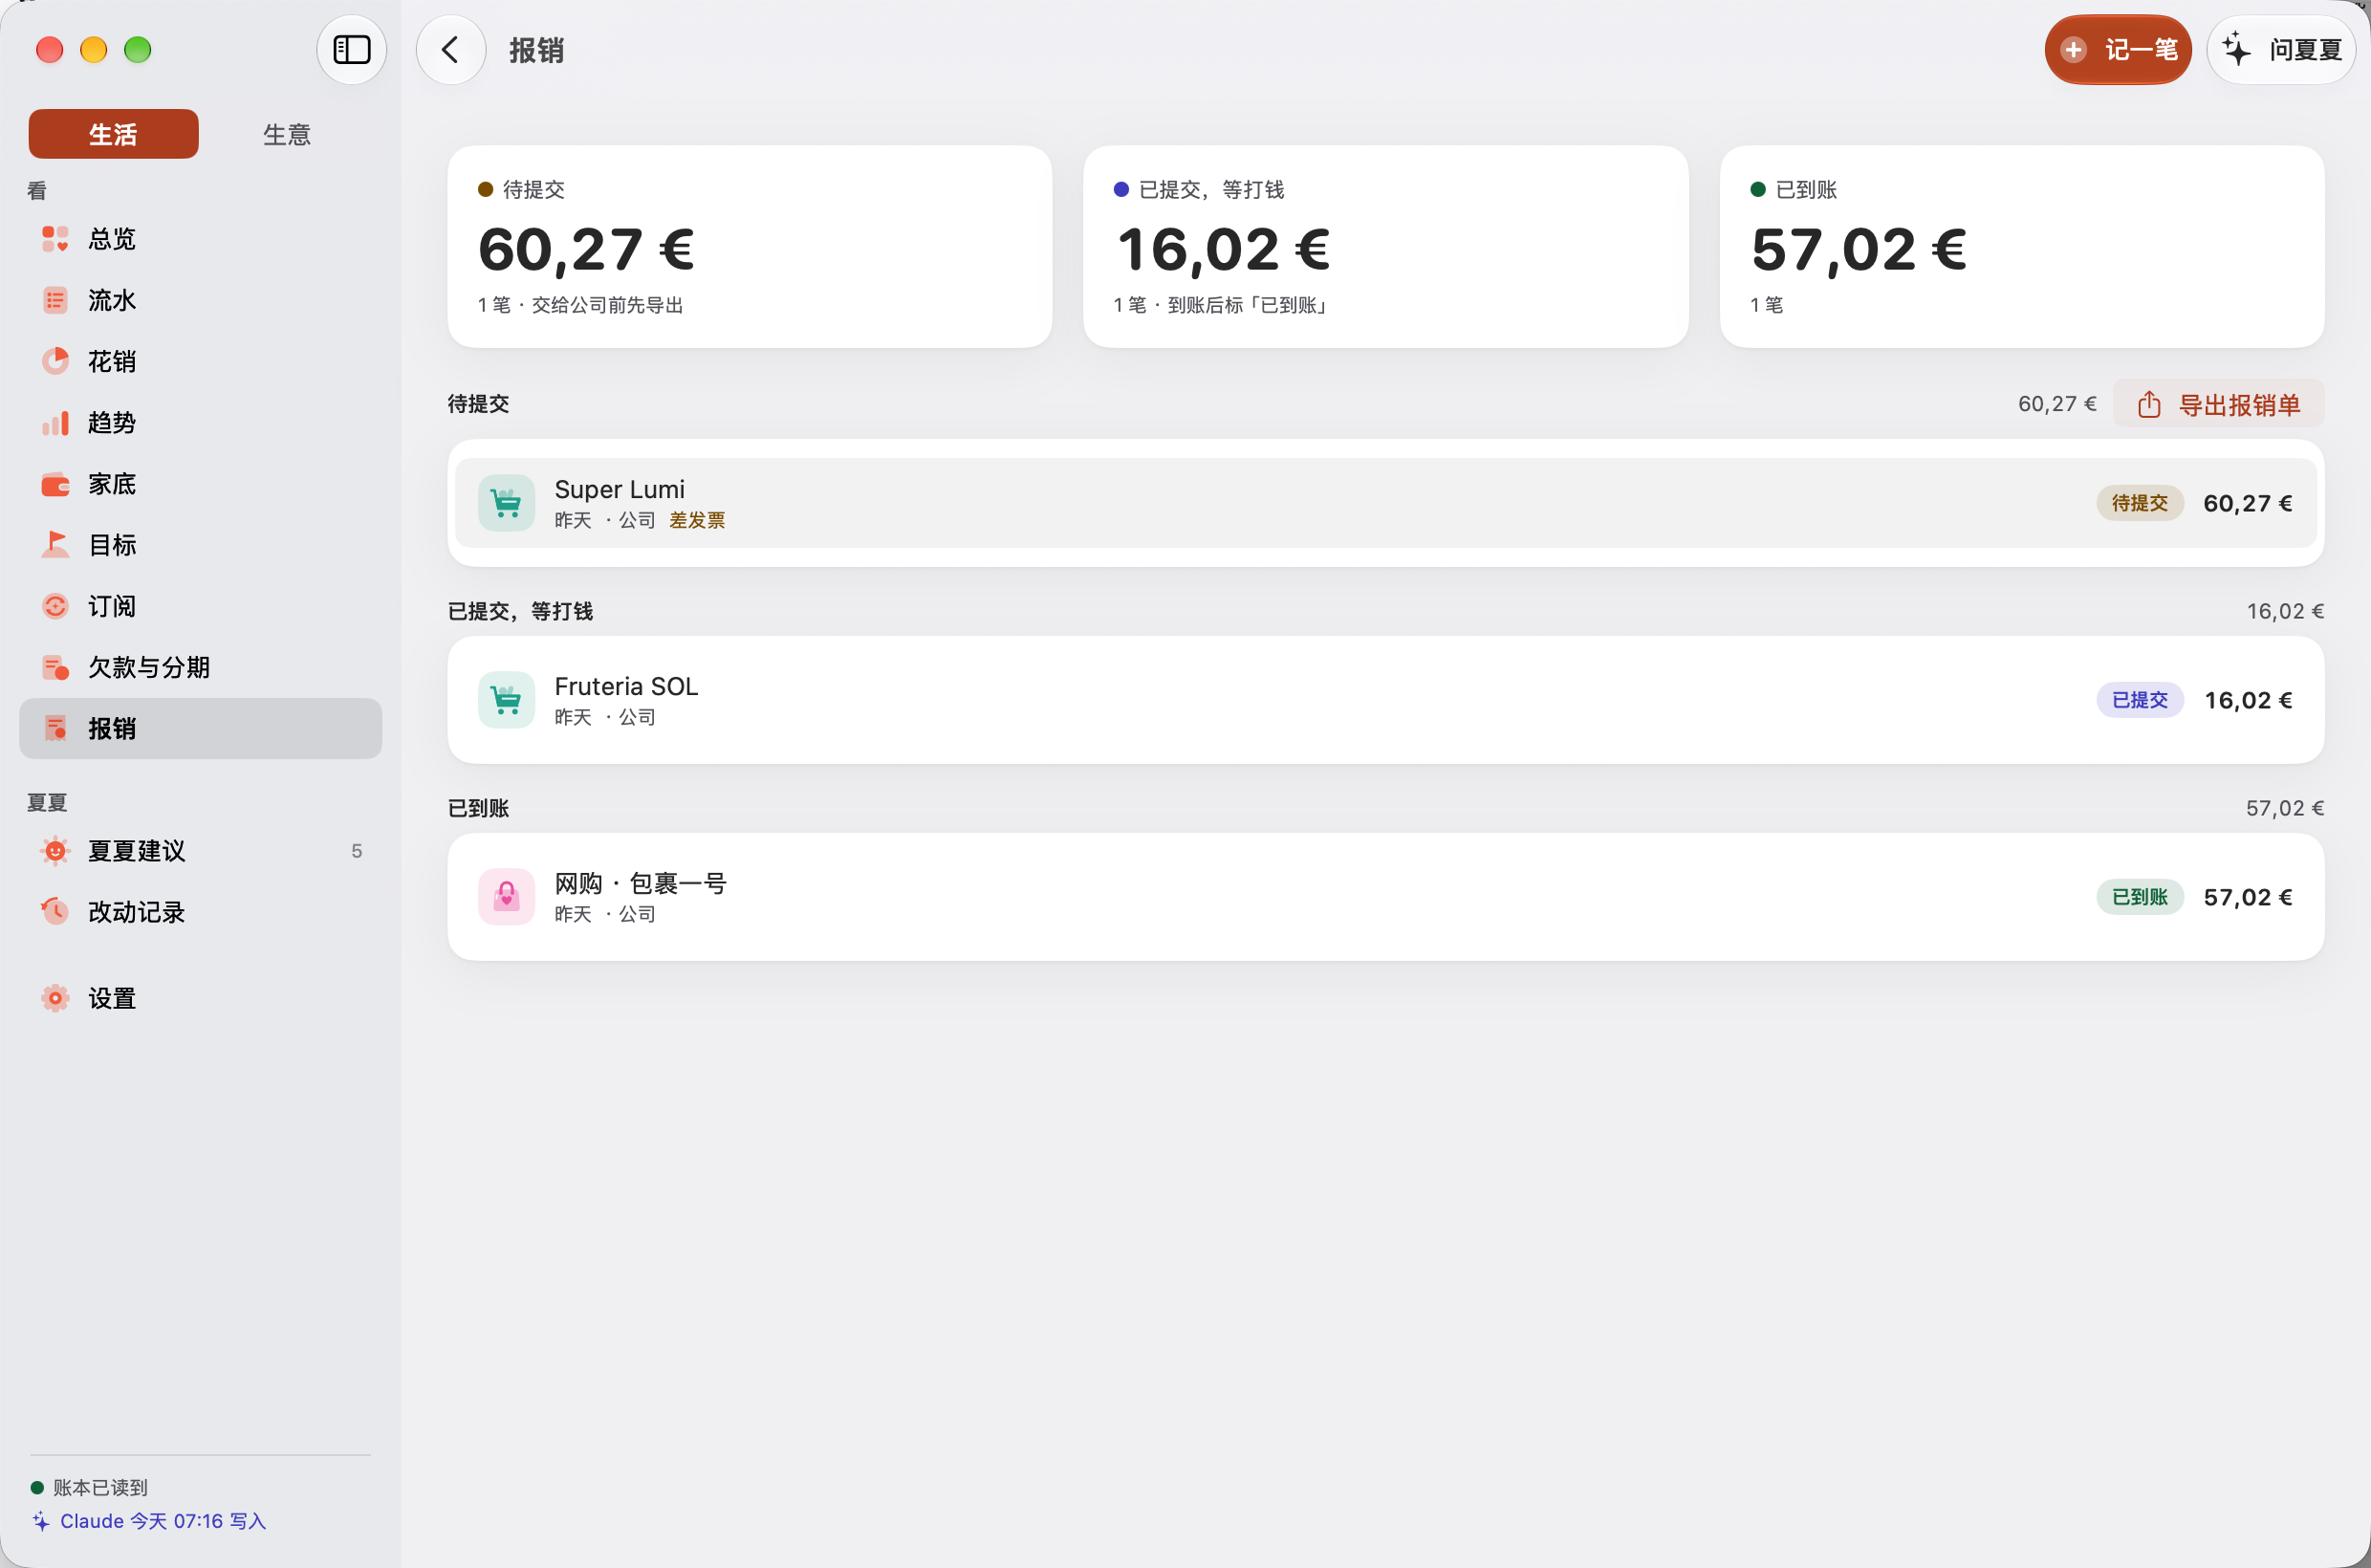 报销
记一笔
问夏夏
生活
生意
看
总览
流水
花销
趋势
家底
目标
订阅
欠款与分期
报销
夏夏
夏夏建议 5
改动记录
设置
账本已读到
Claude 今天 07:16 写入
待提交
60,27 €
1 笔 · 交给公司前先导出
已提交，等打钱
16,02 €
1 笔 · 到账后标「已到账」
已到账
57,02 €
1 笔
待提交 60,27 € 导出报销单
Super Lumi
昨天 · 公司 差发票
待提交 60,27 €
已提交，等打钱 16,02 €
Fruteria SOL
昨天 · 公司
已提交 16,02 €
已到账 57,02 €
网购 · 包裹一号
昨天 · 公司
已到账 57,02 €